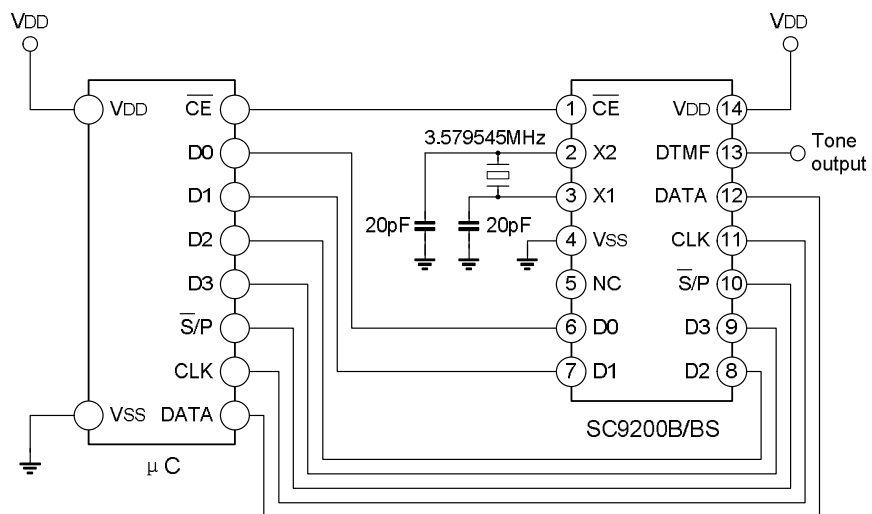 VDD
VDD
VDD
CE
D0
D1
D2
D3
S/P
CLK
VSS DATA
μC
3.579545MHz
20pF
20pF
1 CE
2 X2
3 X1
4 VSS
5 NC
6 D0
7 D1
VDD 14
DTMF 13
DATA 12
CLK 11
S/P 10
D3 9
D2 8
Tone
output
SC9200B/BS